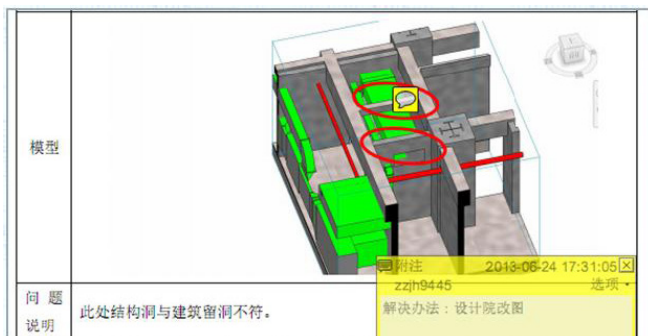 模型
附注 2013-06-24 17:31:05
zzjh9445 选项
解决办法：设计院改图
问 题
说明
此处结构洞与建筑留洞不符。